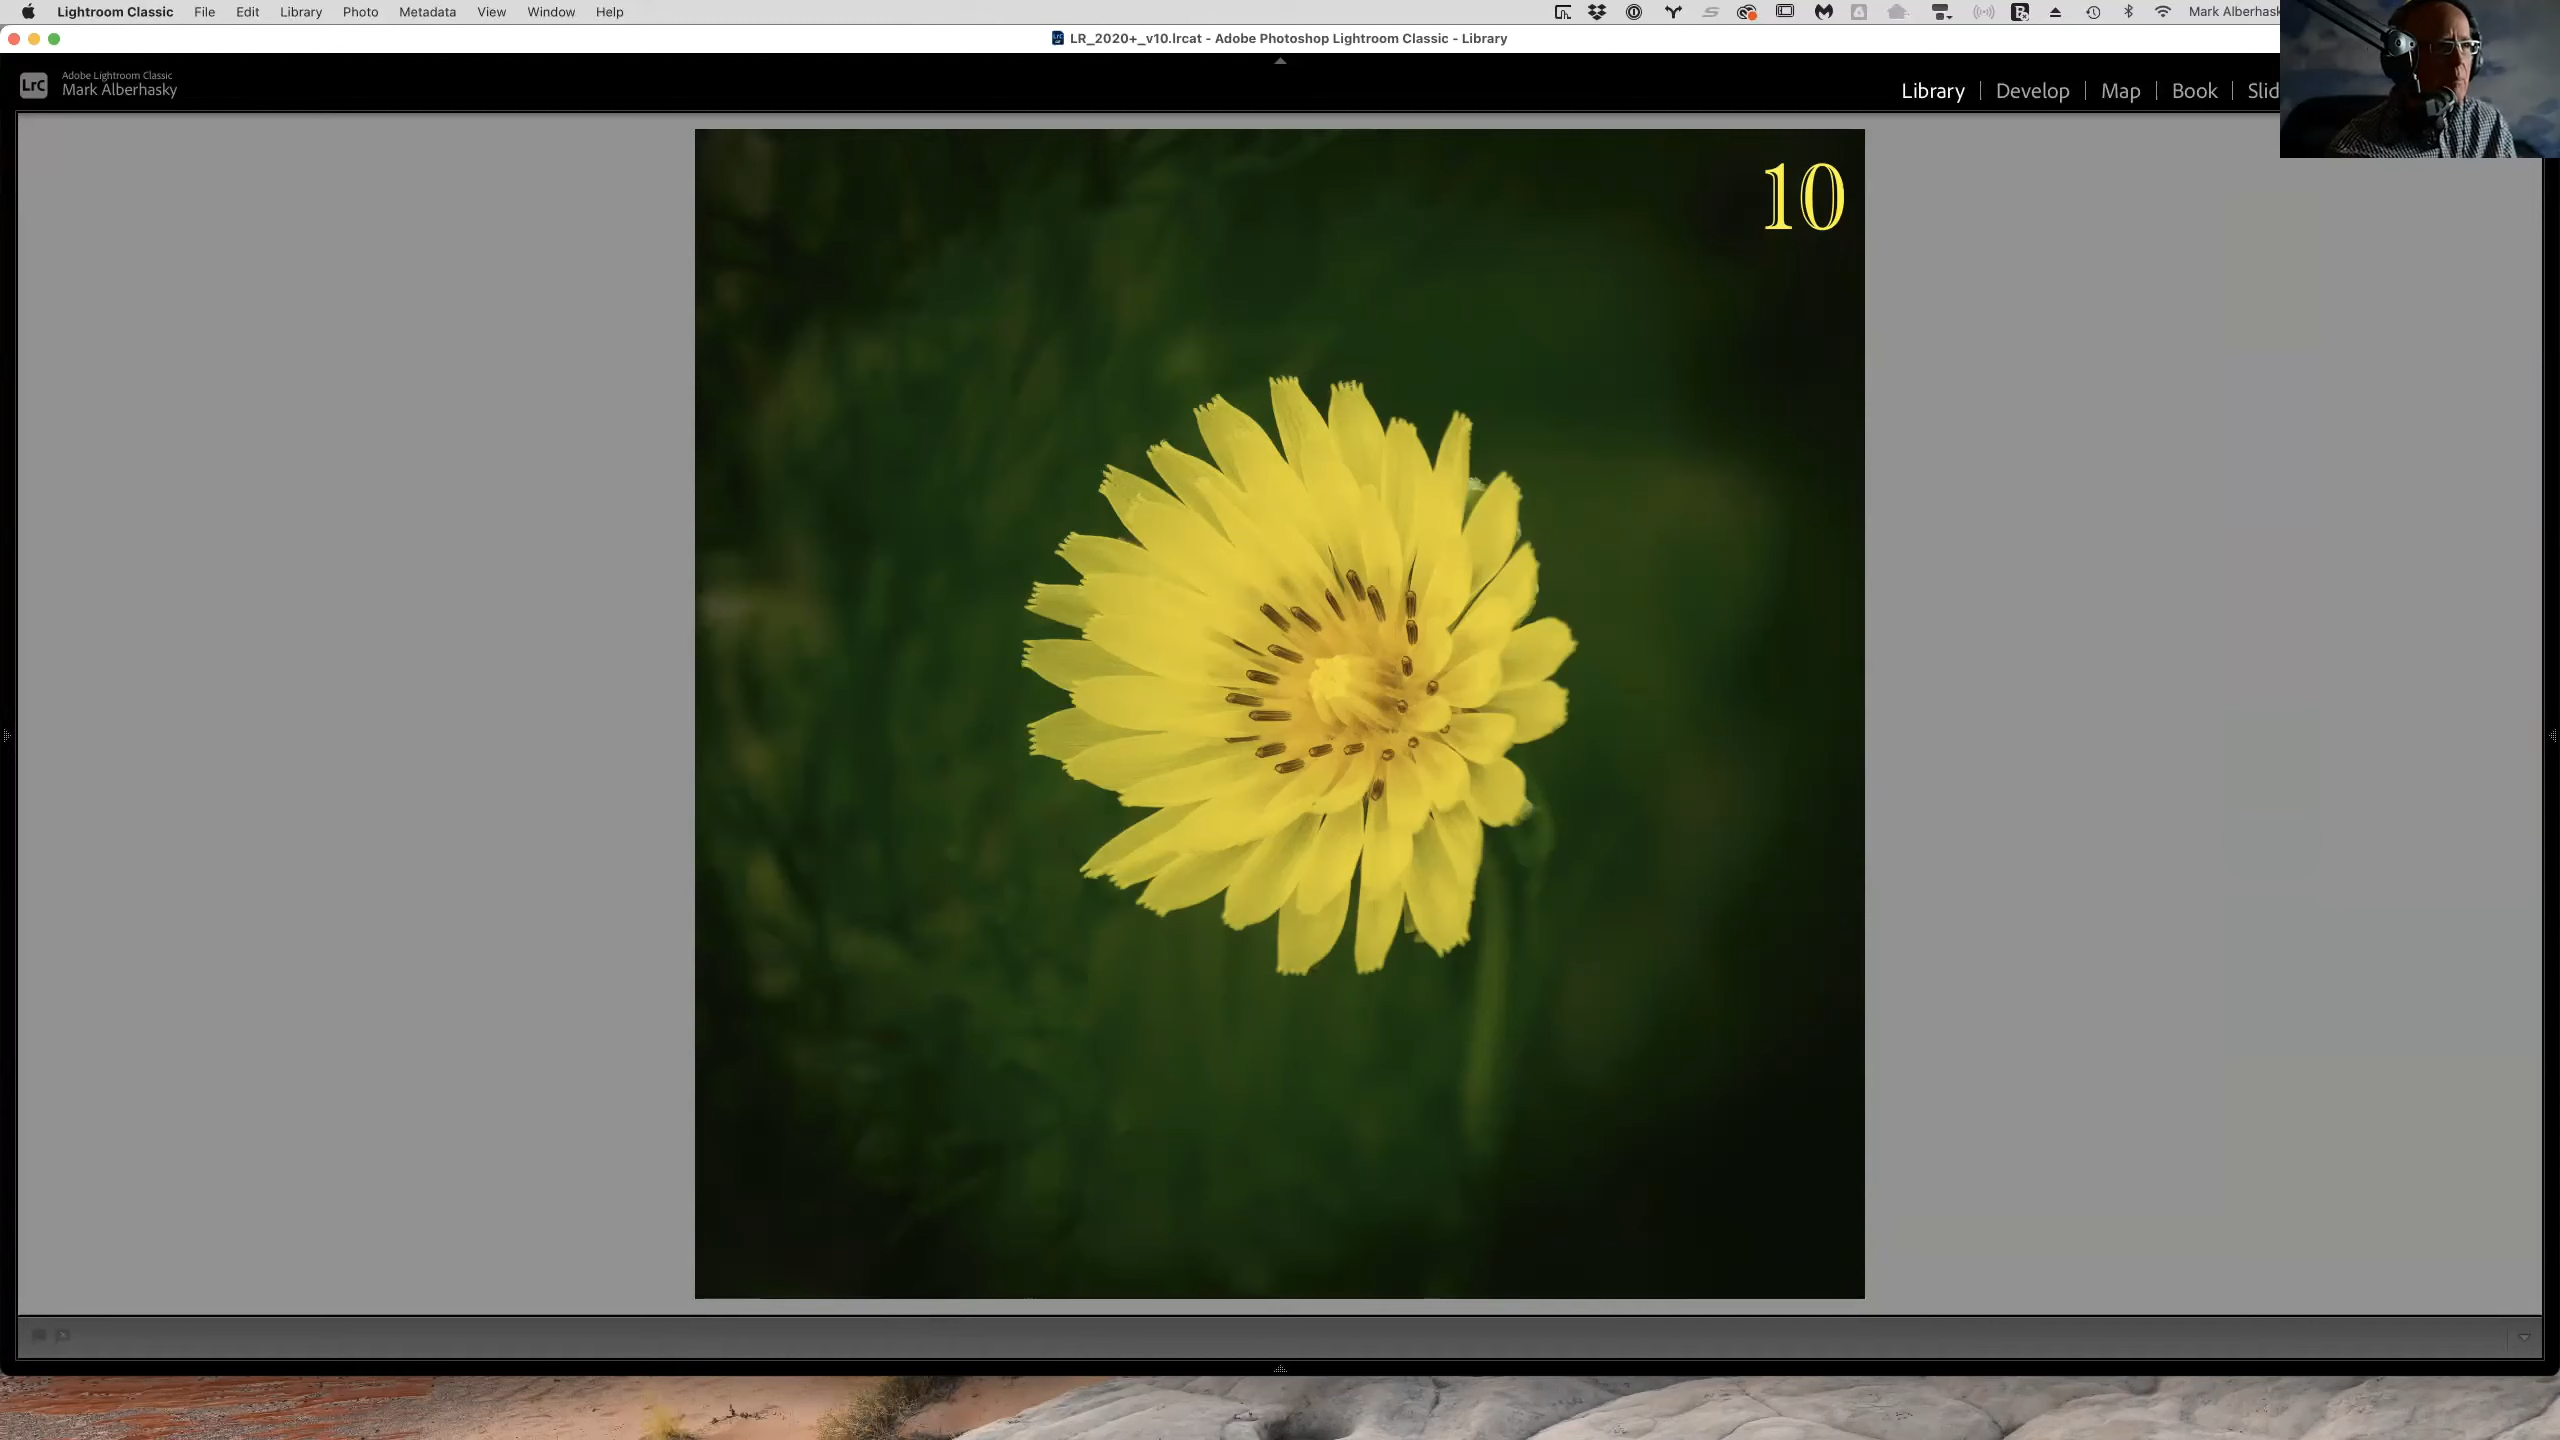 Lightroom Classic File Edit Library Photo Metadata View Window Help Mark Alberhask
LR_2020+_v10.lrcat - Adobe Photoshop Lightroom Classic - Library
LrC Adobe Lightroom Classic
Mark Alberhasky
Library | Develop | Map | Book | Slid
10